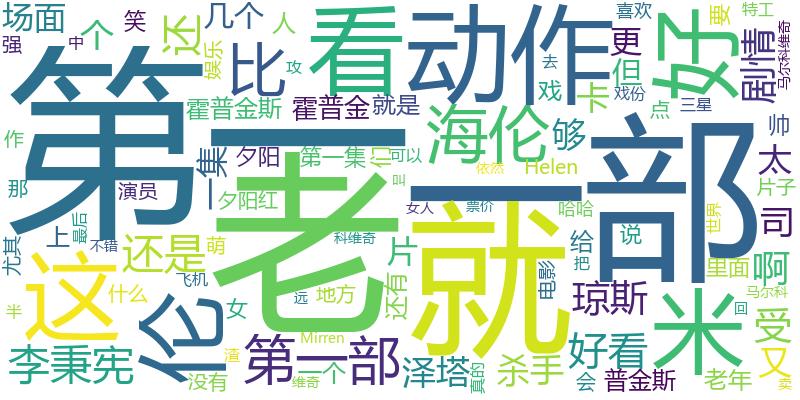 场面
个
笑
还
几个
人
看
动作
喜欢
要
特工
强
中
娱乐
比
攻
去
更
好
剧情
马尔科维奇
第一部
霍普金斯
霍普金
就是
戏
但
卡
戏份
点
三星
帅
作
一集
夕阳
第一集
们
可以
海伦
够
太
那
演员
夕阳红
老
叫
依然
Helen
片子
尤其
上
最后
不错
还是
萌
女人
票价
哈哈
给
说
世界
司
这
伦
飞机
科维奇
片
就
电影
把
里面
啊
什么
女
远
地方
还有
琼斯
马尔科
半
回
米
受
李秉宪
渣
Mirren
第一部
泽塔
真的
杀手
好看
又
没有
维奇
一个
会
普金斯
老年
卖